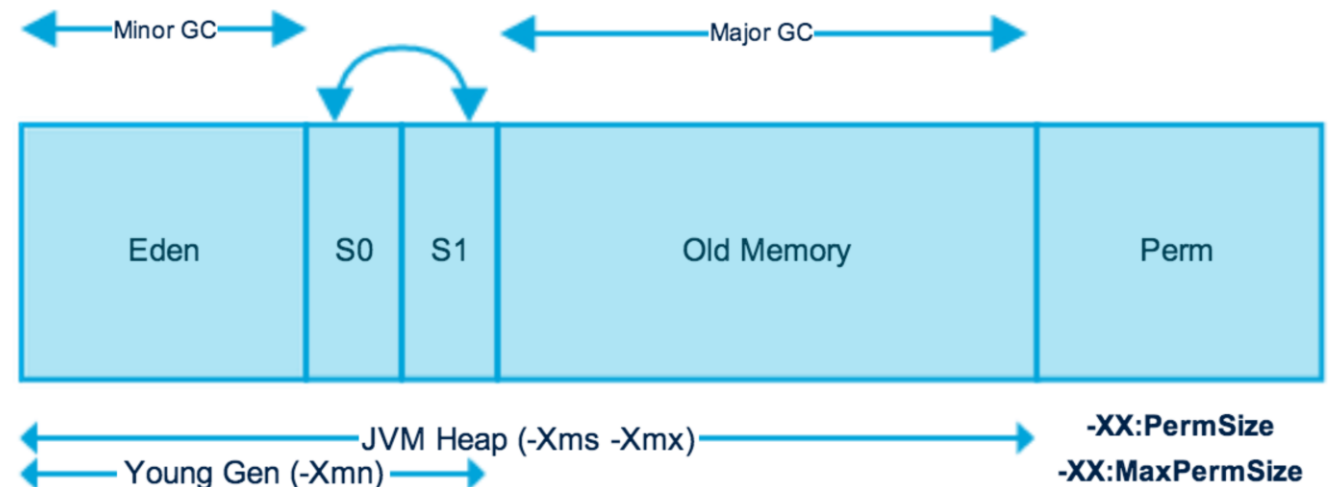 Minor GC
Major GC
Eden
S0
S1
Old Memory
Perm
JVM Heap (-Xms -Xmx)
-XX:PermSize
Young Gen (-Xmn)
-XX:MaxPermSize